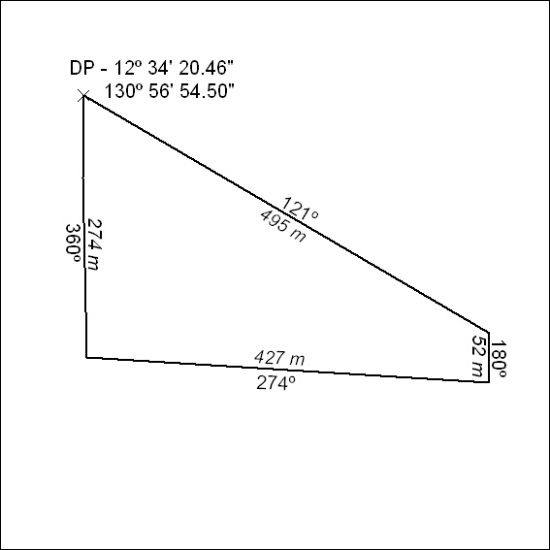 DP - 12º 34' 20.46"
130º 56' 54.50"
121º
495 m
274 m
360º
180º
52 m
427 m
274º